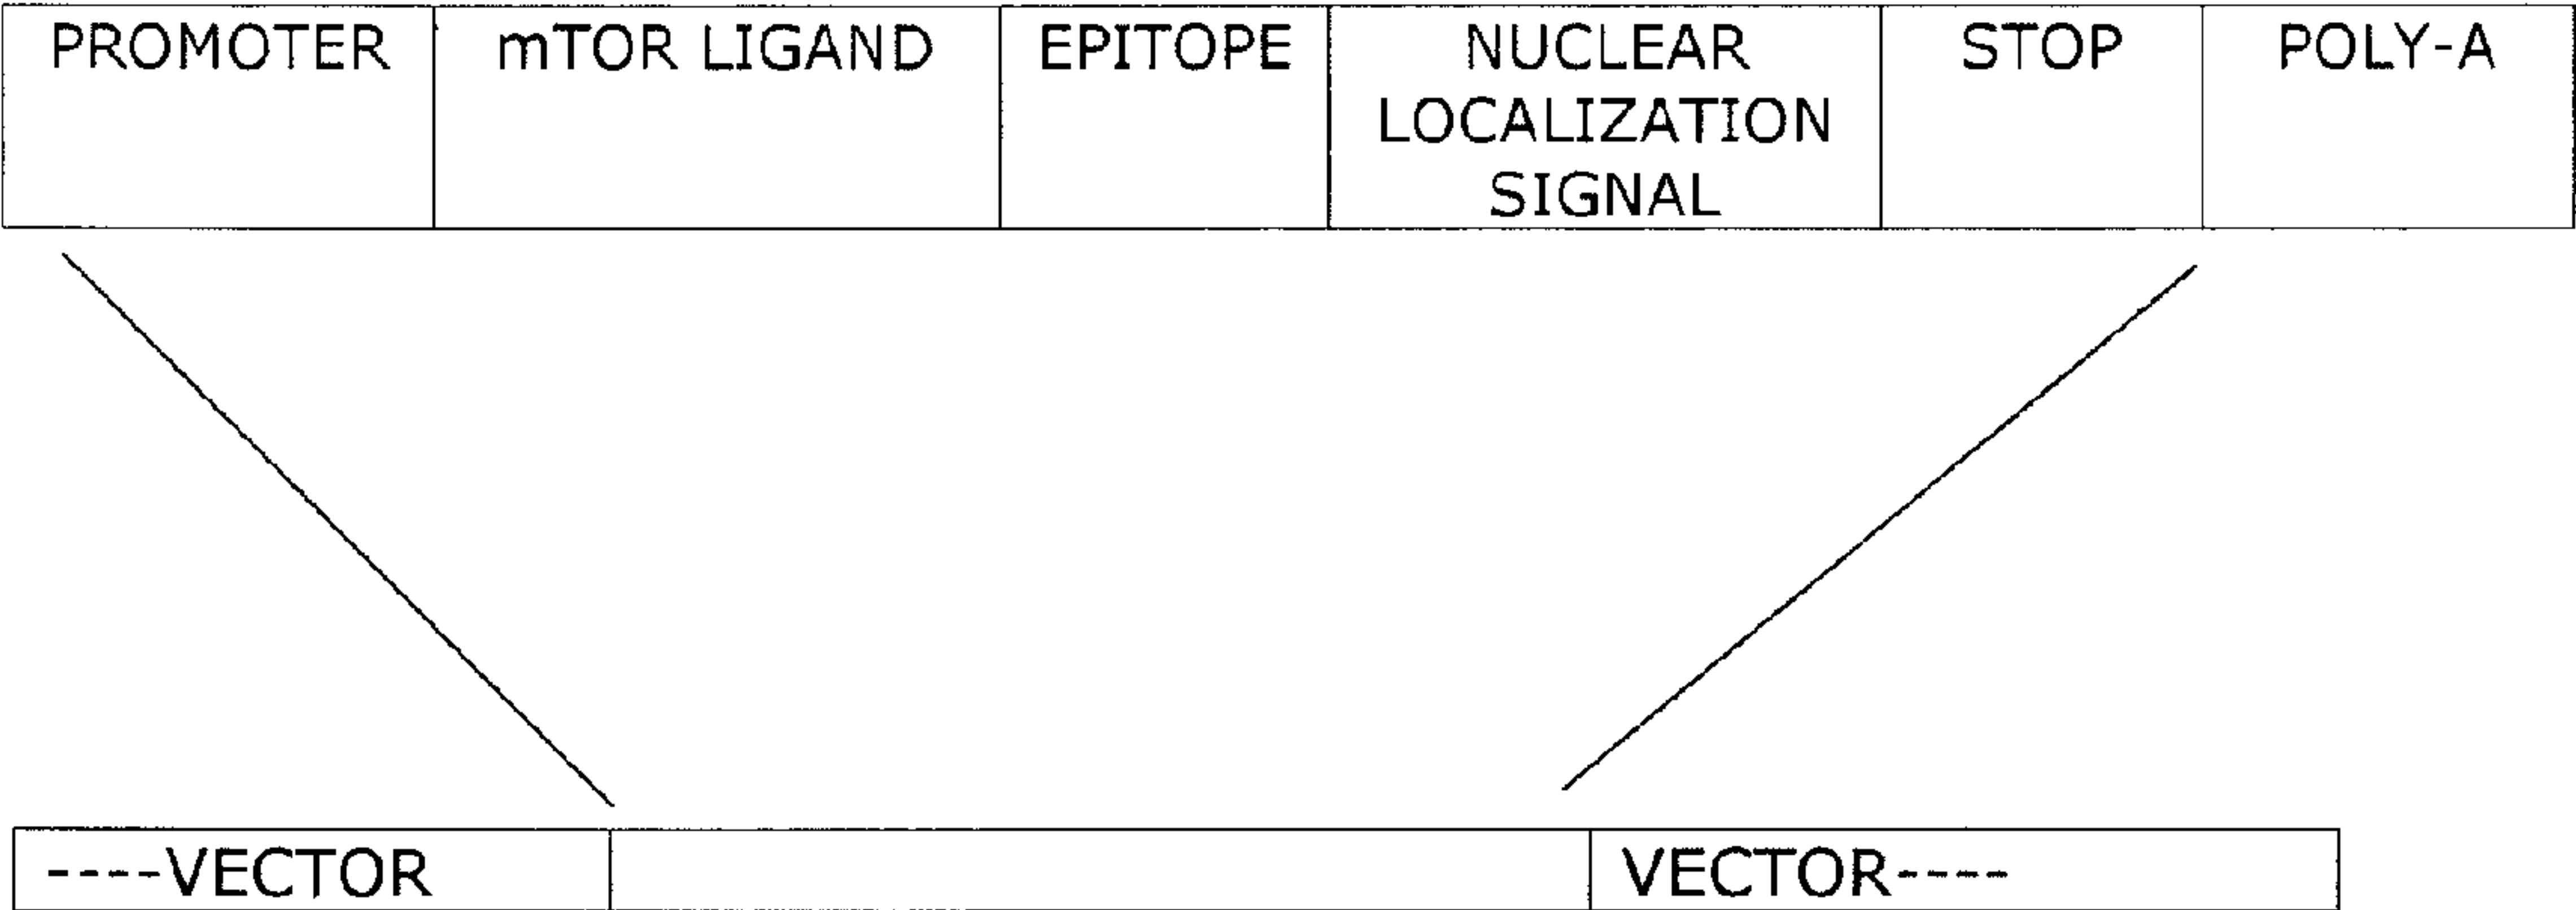 PROMOTER
mTOR LIGAND
EPITOPE
NUCLEAR
LOCALIZATION
SIGNAL
STOP
POLY-A
----VECTOR
VECTOR----